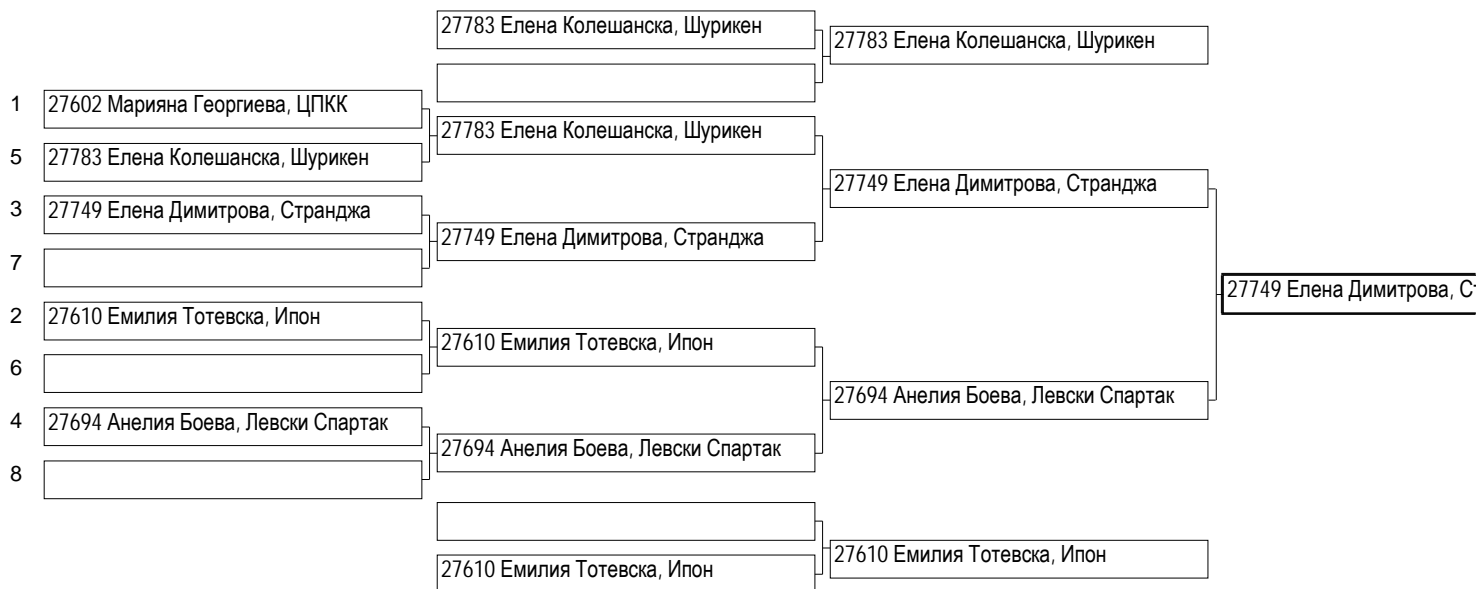 27783 Елена Колешанска, Шурикен
27783 Елена Колешанска, Шурикен
1 27602 Марияна Георгиева, ЦПКК
27783 Елена Колешанска, Шурикен
5 27783 Елена Колешанска, Шурикен
27749 Елена Димитрова, Странджа
3 27749 Елена Димитрова, Странджа
27749 Елена Димитрова, Странджа
7
27749 Елена Димитрова, С
2 27610 Емилия Тотевска, Ипон
27610 Емилия Тотевска, Ипон
6
27694 Анелия Боева, Левски Спартак
4 27694 Анелия Боева, Левски Спартак
27694 Анелия Боева, Левски Спартак
8
27610 Емилия Тотевска, Ипон
27610 Емилия Тотевска, Ипон